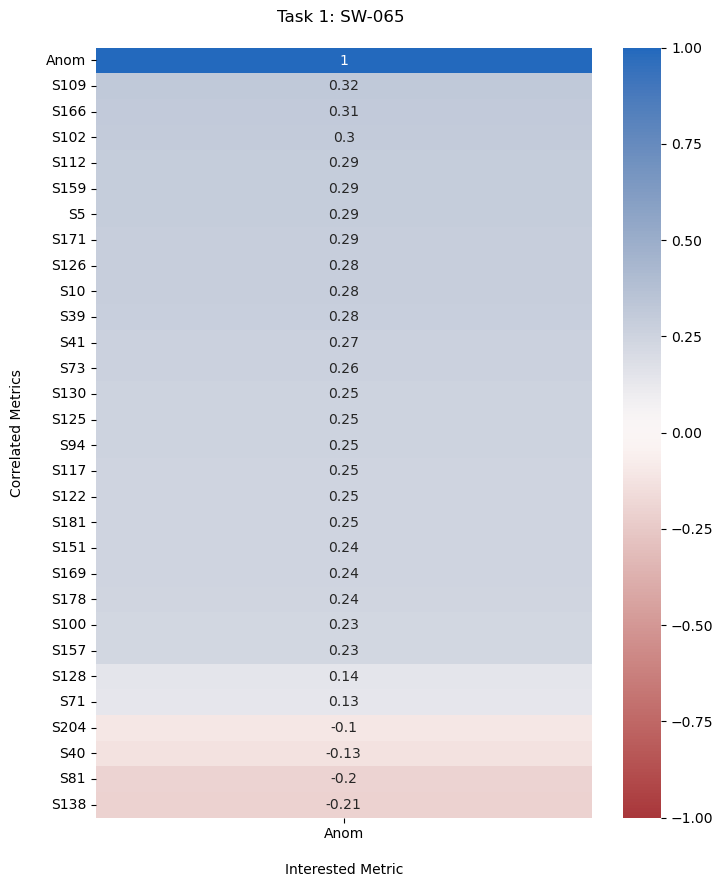 Task 1: SW-065
Anom 1
S109 0.32
S166 0.31
S102 0.3
S112 0.29
S159 0.29
S5 0.29
S171 0.29
S126 0.28
S10 0.28
S39 0.28
S41 0.27
S73 0.26
S130 0.25
S125 0.25
S94 0.25
S117 0.25
S122 0.25
S181 0.25
S151 0.24
S169 0.24
S178 0.24
S100 0.23
S157 0.23
S128 0.14
S71 0.13
S204 -0.1
S40 -0.13
S81 -0.2
S138 -0.21
Anom
Interested Metric
Correlated Metrics
1.00
0.75
0.50
0.25
0.00
−0.25
−0.50
−0.75
−1.00